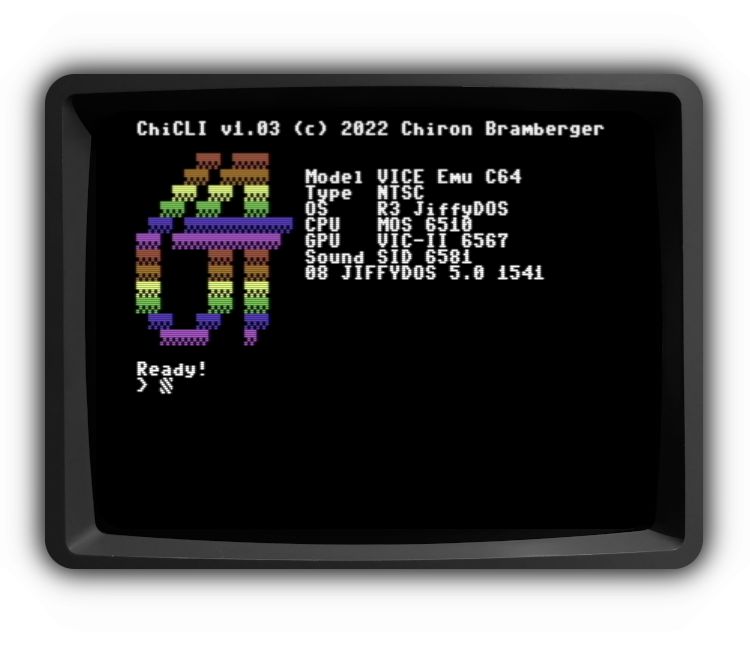 ChiCLI v1.03 (c) 2022 Chiron Bramberger
Model VICE Emu C64
Type NTSC
OS R3 JiffyDOS
CPU MOS 6510
GPU VIC-II 6567
Sound SID 6581
08 JIFFYDOS 5.0 1541
Ready!
>